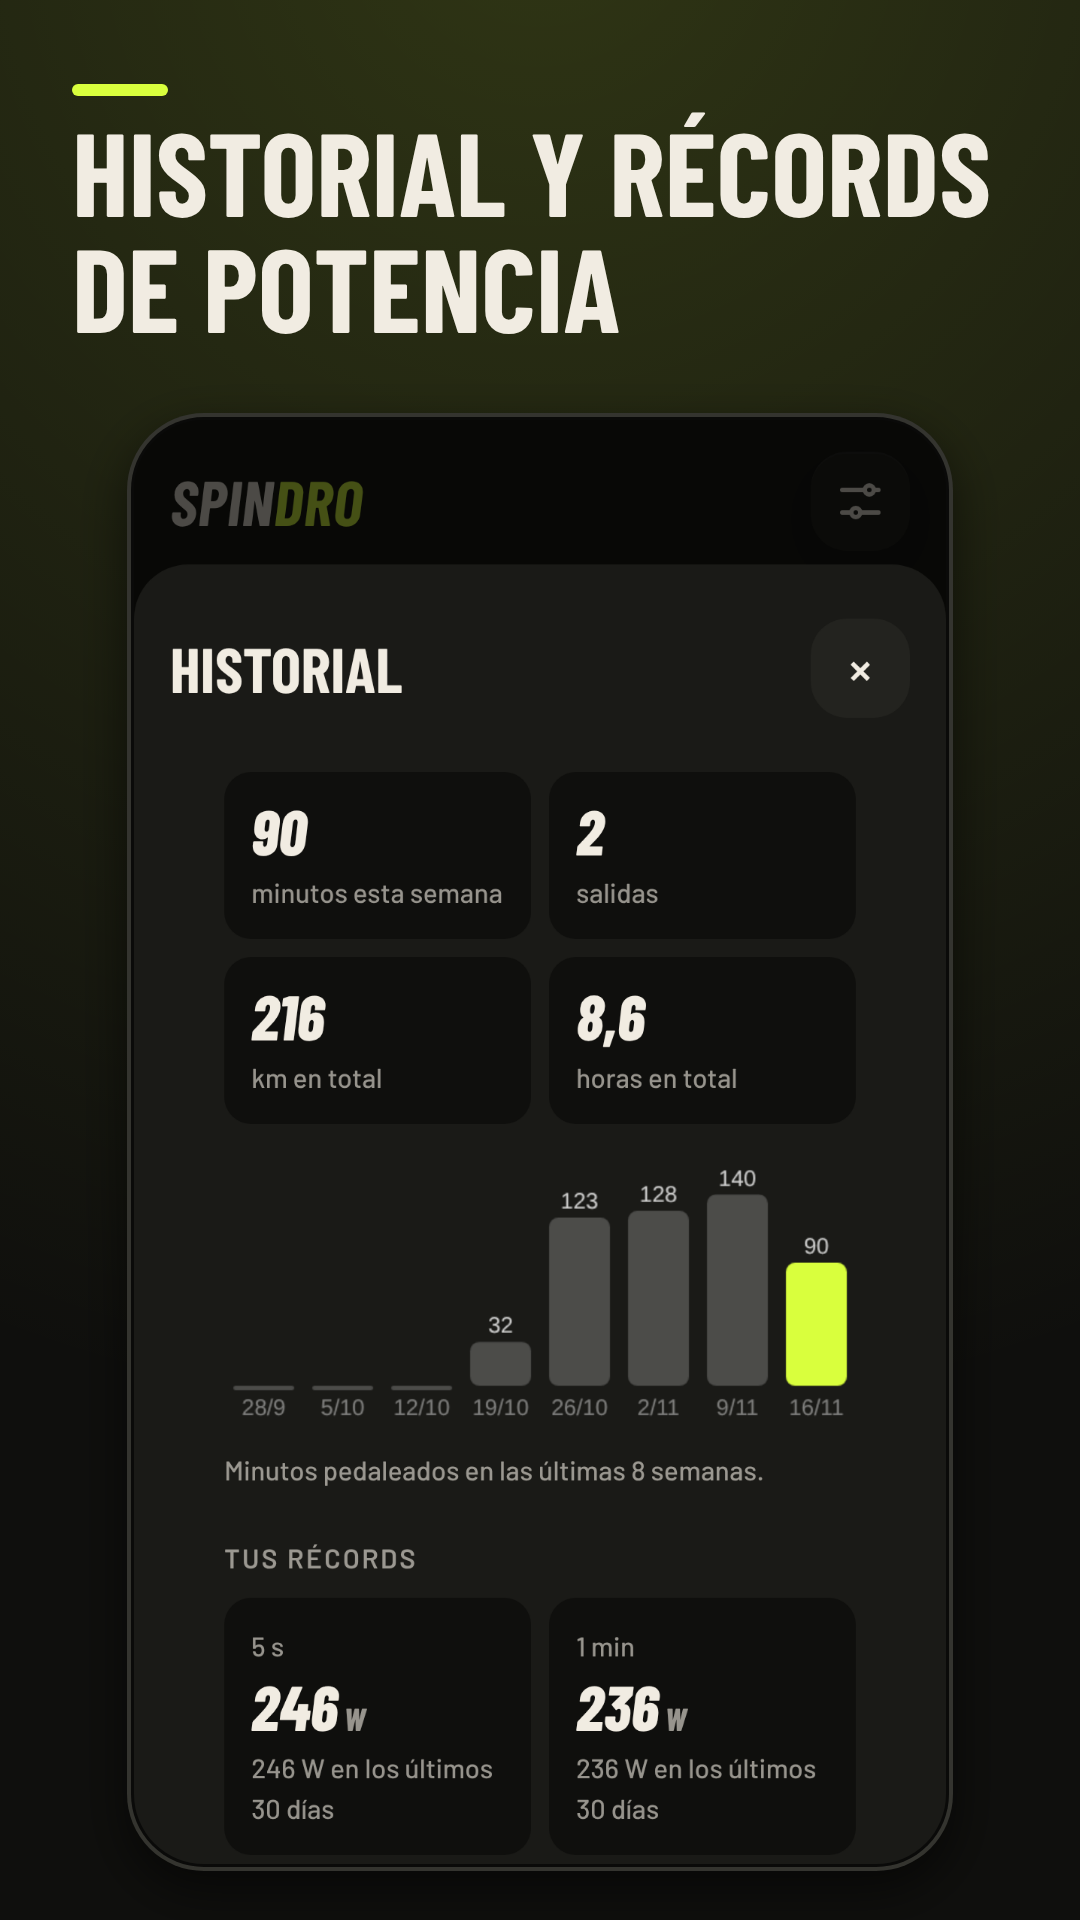 HISTORIAL Y RÉCORDS
DE POTENCIA
SPINDRO
HISTORIAL
×
90
minutos esta semana
2
salidas
216
km en total
8,6
horas en total
32
123
128
140
90
28/9
5/10
12/10
19/10
26/10
2/11
9/11
16/11
Minutos pedaleados en las últimas 8 semanas.
TUS RÉCORDS
5 s
246 W
246 W en los últimos
30 días
1 min
236 W
236 W en los últimos
30 días